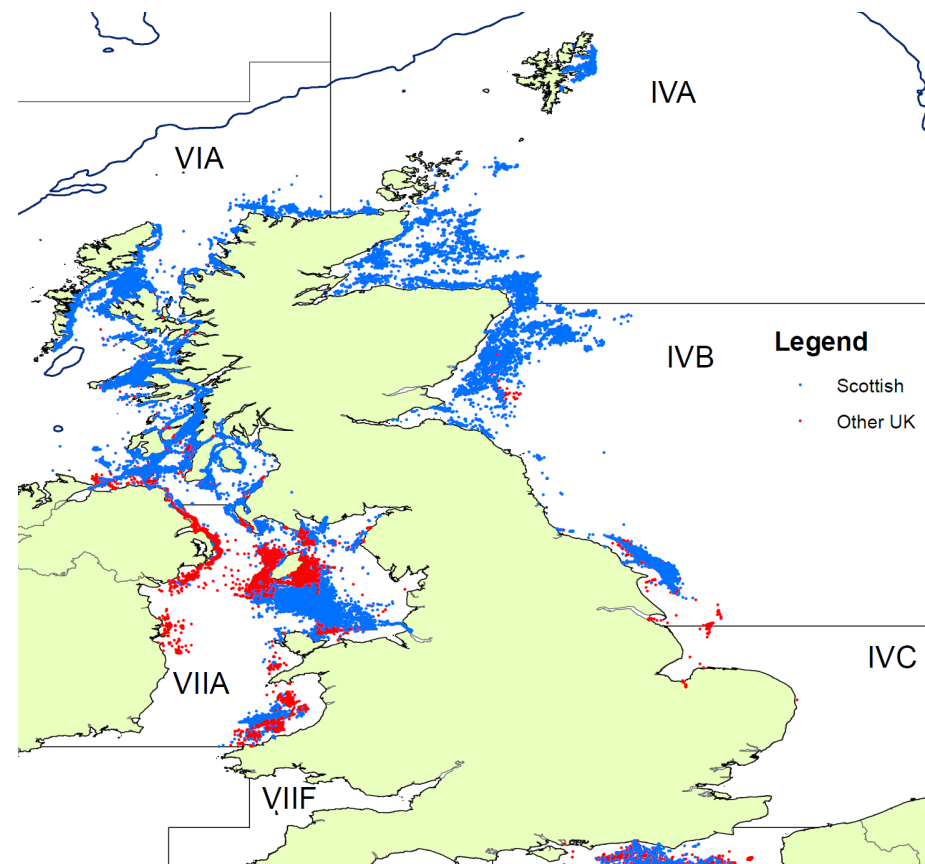 IVA
VIA
Legend
IVB
Scottish
Other UK
IVC
VIIA
VIIF